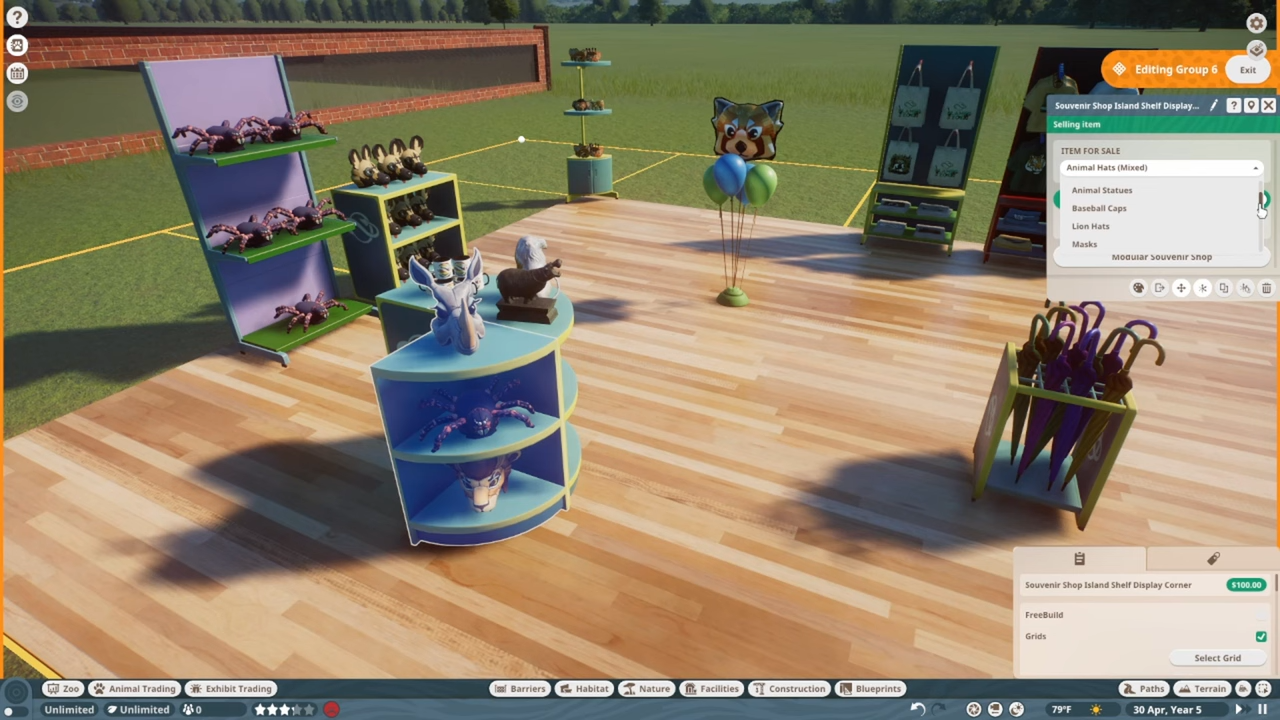 Editing Group 6
Exit
Souvenir Shop Island Shelf Display...
Selling item
ITEM FOR SALE
Animal Hats (Mixed)
Animal Statues
Baseball Caps
Lion Hats
Masks
Modular Souvenir Shop
Souvenir Shop Island Shelf Display Corner
$100.00
FreeBuild
Grids
Select Grid
Zoo
Animal Trading
Exhibit Trading
Barriers
Habitat
Nature
Facilities
Construction
Blueprints
Paths
Terrain
Unlimited
Unlimited
0
79°F
30 Apr, Year 5